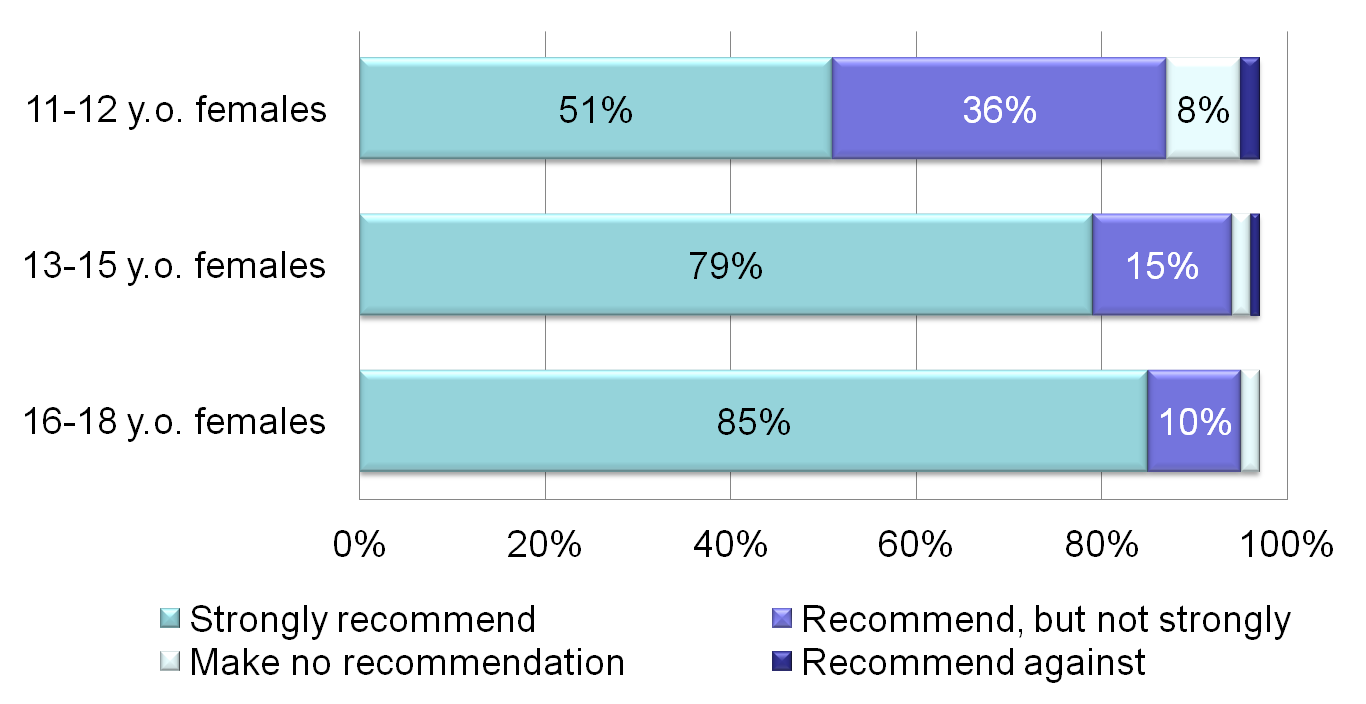 11-12 y.o. females 51% 36% 8%
13-15 y.o. females 79% 15%
16-18 y.o. females 85% 10%
0% 20% 40% 60% 80% 100%
Strongly recommend Recommend, but not strongly
Make no recommendation Recommend against